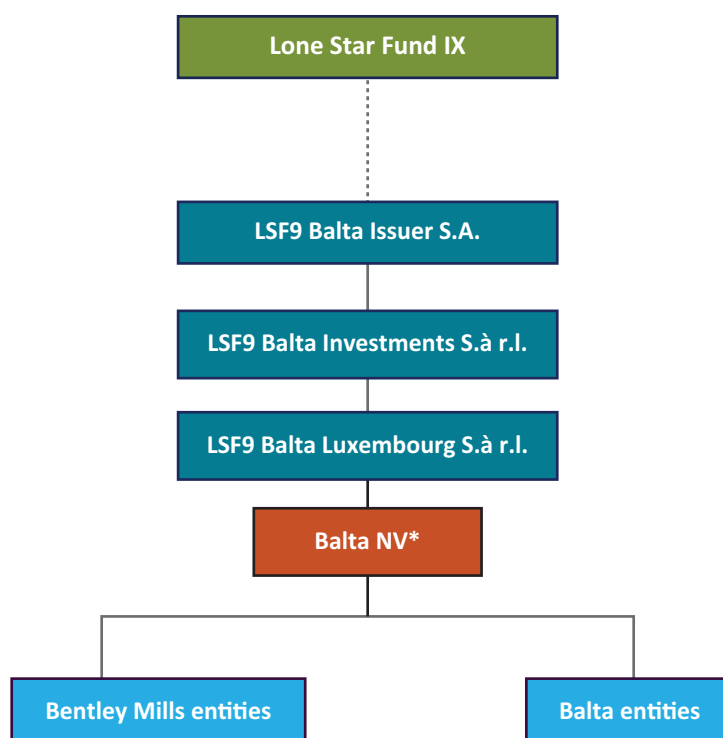 Lone Star Fund IX
LSF9 Balta Issuer S.A.
LSF9 Balta Investments S.à r.l.
LSF9 Balta Luxembourg S.à r.l.
Balta NV*
Bentley Mills entities
Balta entities